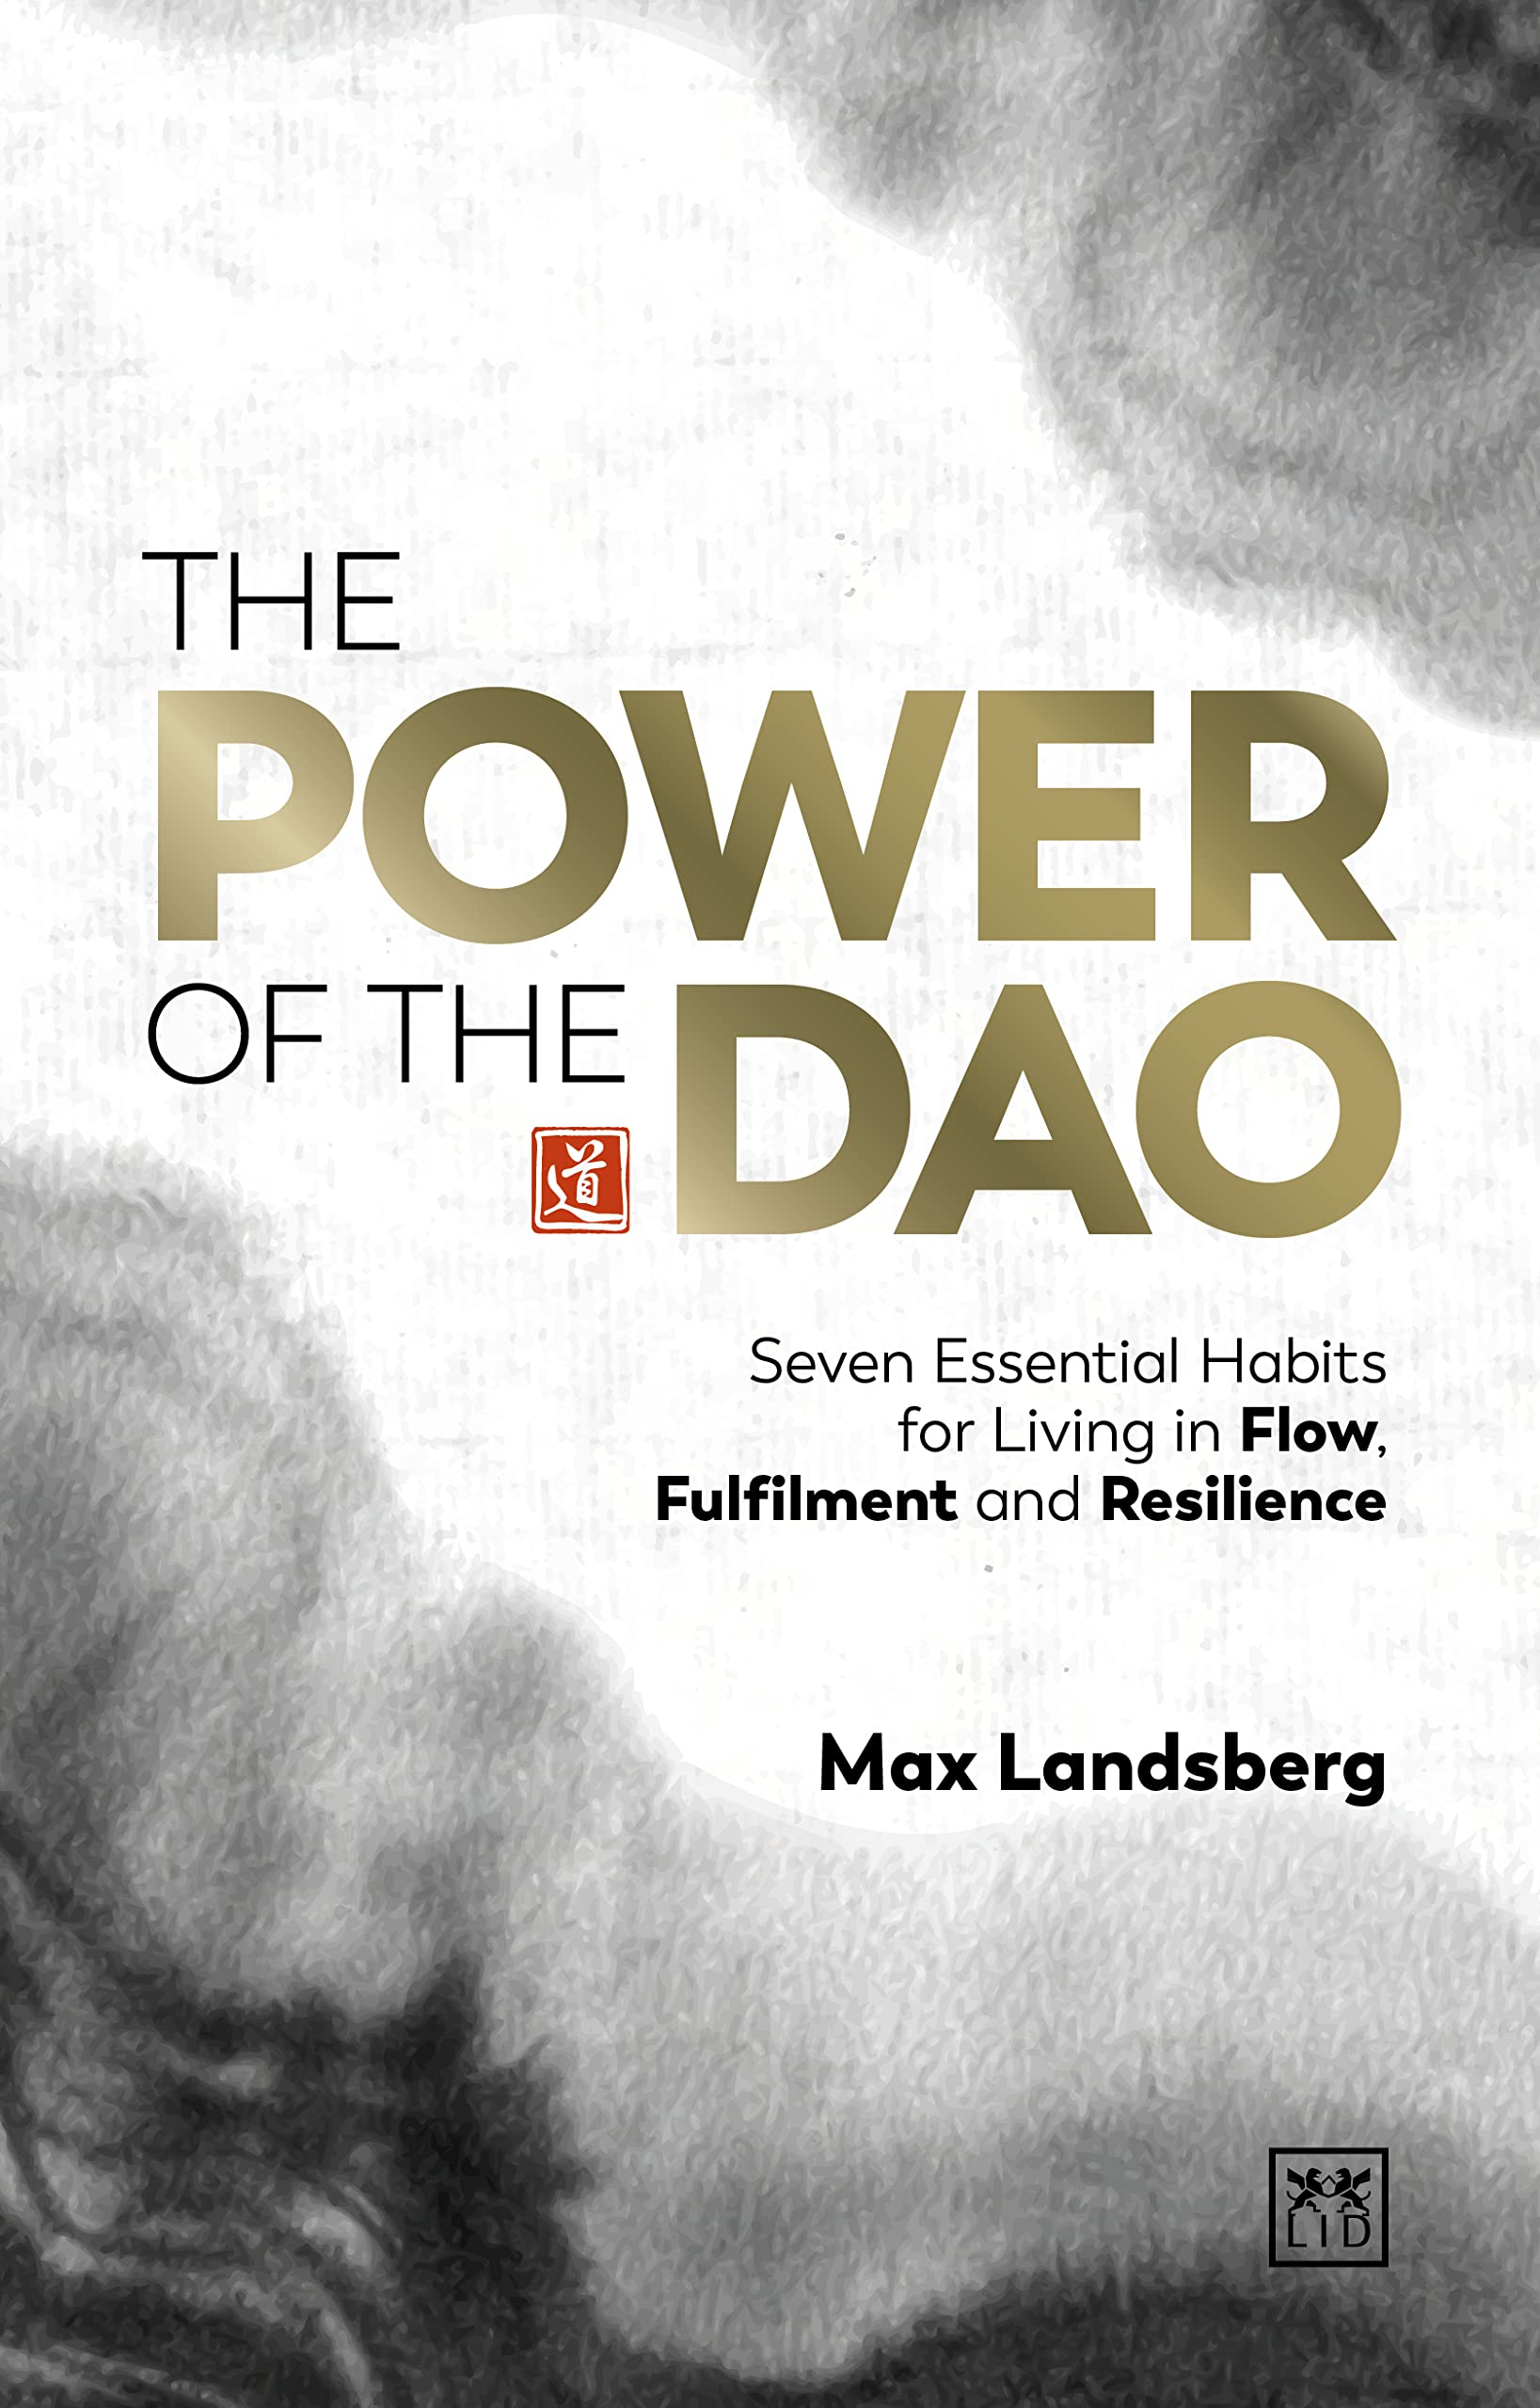 THE
POWER
OF THE DAO
道
Seven Essential Habits
for Living in Flow,
Fulfilment and Resilience
Max Landsberg
LID